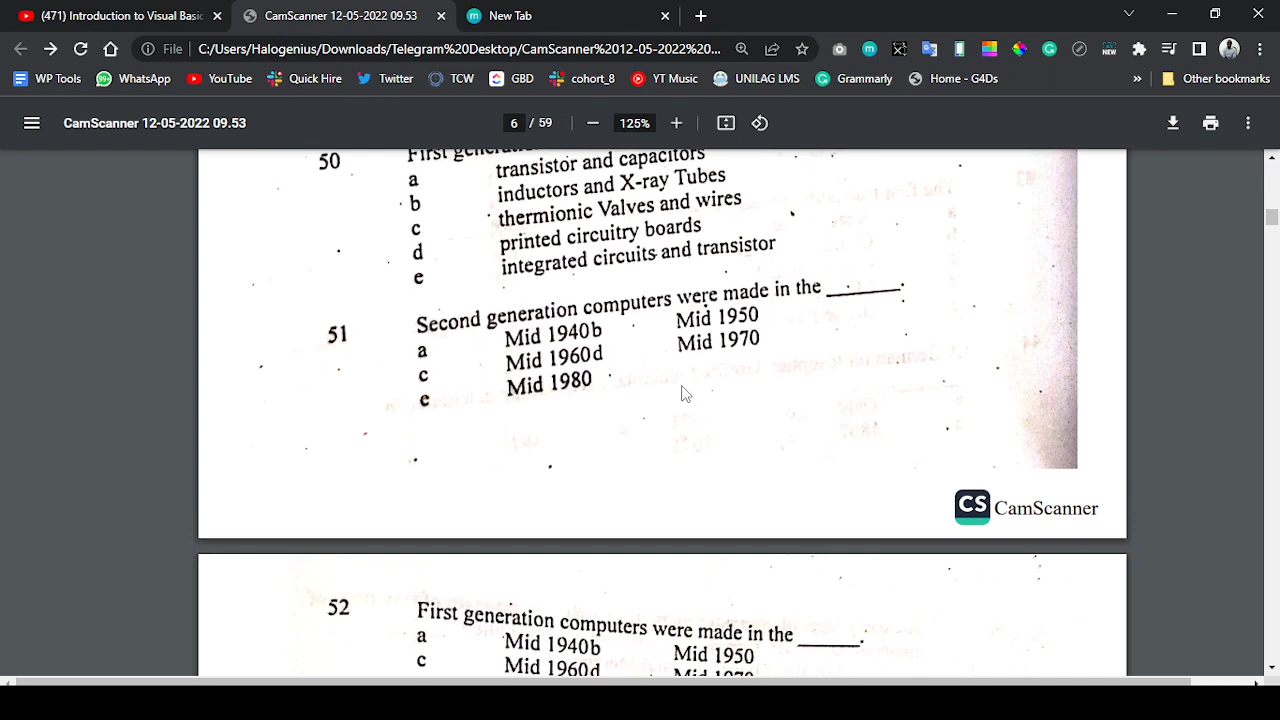 (471) Introduction to Visual Basic
CamScanner 12-05-2022 09.53
New Tab
File
C:/Users/Halogenius/Downloads/Telegram%20Desktop/CamScanner%2012-05-2022%20...
WP Tools
WhatsApp
YouTube
Quick Hire
Twitter
TCW
GBD
cohort_8
YT Music
UNILAG LMS
Grammarly
Home - G4Ds
»
Other bookmarks
CamScanner 12-05-2022 09.53
6 / 59
125%
50
a transistor and capacitors
b inductors and X-ray Tubes
c thermionic Valves and wires
d printed circuitry boards
e integrated circuits and transistor
51 Second generation computers were made in the ______.
a Mid 1940b Mid 1950
c Mid 1960d Mid 1970
e Mid 1980
CS CamScanner
52 First generation computers were made in the ______.
a Mid 1940b Mid 1950
c Mid 1960d